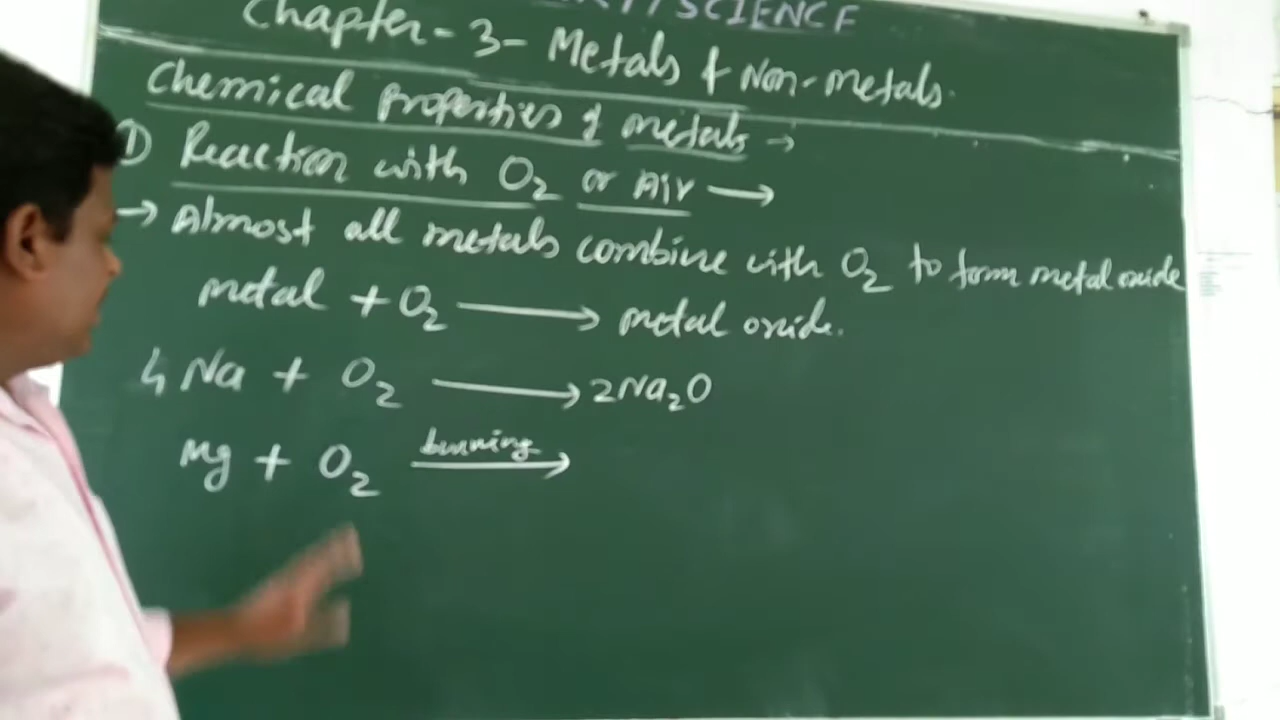 /SCIENCE
Chapter - 3 - Metals & Non-metals.
Chemical properties of metals →
① Reaction with O₂ or Air →
→ Almost all metals combine with O₂ to form metal oxide
metal + O₂ → metal oxide.
4Na + O₂ → 2Na₂O
burning
Mg + O₂ →